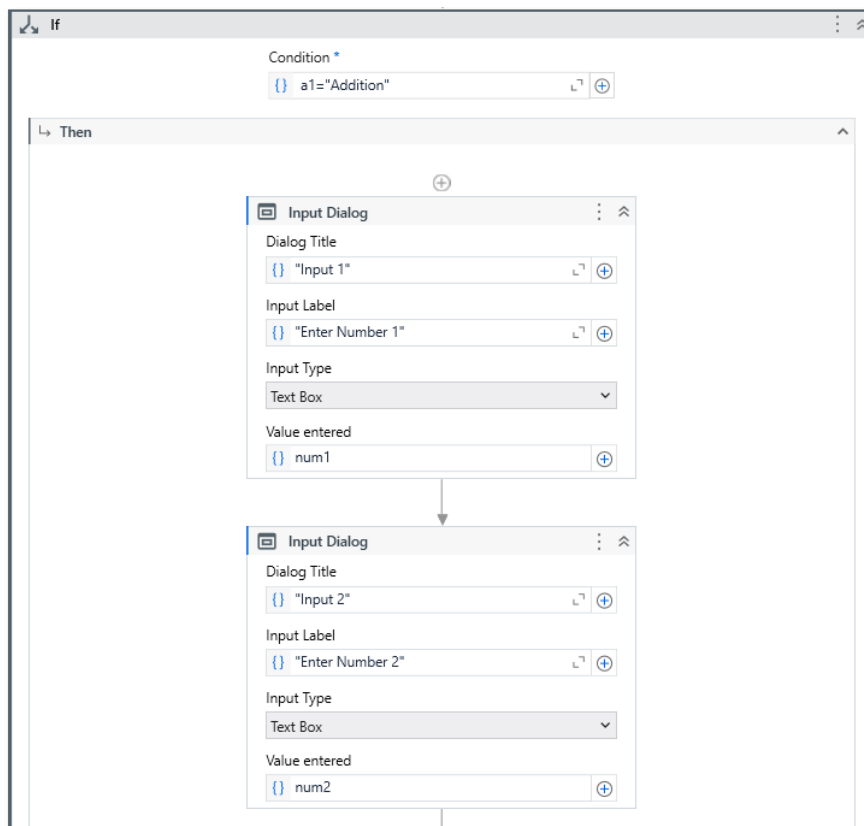 If
Condition *
{} a1="Addition"
Then
Input Dialog
Dialog Title
{} "Input 1"
Input Label
{} "Enter Number 1"
Input Type
Text Box
Value entered
{} num1
Input Dialog
Dialog Title
{} "Input 2"
Input Label
{} "Enter Number 2"
Input Type
Text Box
Value entered
{} num2